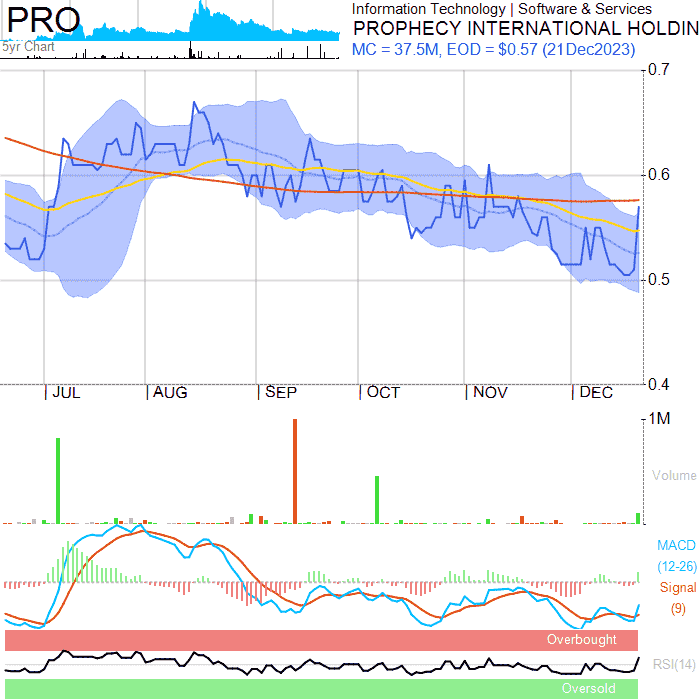 PRO
5yr Chart
Information Technology | Software & Services
PROPHECY INTERNATIONAL HOLDIN
MC = 37.5M, EOD = $0.57 (21Dec2023)
0.7
0.6
0.5
0.4
JUL AUG SEP OCT NOV DEC
1M
Volume
MACD
(12-26)
Signal
(9)
Overbought
RSI(14)
Oversold